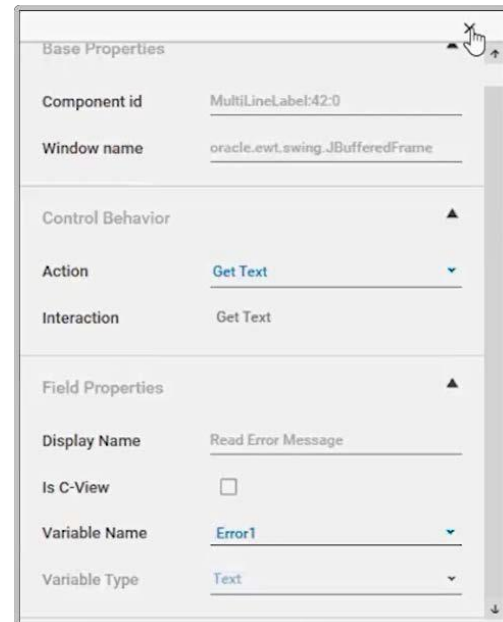 Base Properties
Component id MultiLineLabel:42:0
Window name oracle.ewt.swing.JBufferedFrame
Control Behavior
Action Get Text
Interaction Get Text
Field Properties
Display Name Read Error Message
Is C-View
Variable Name Error1
Variable Type Text